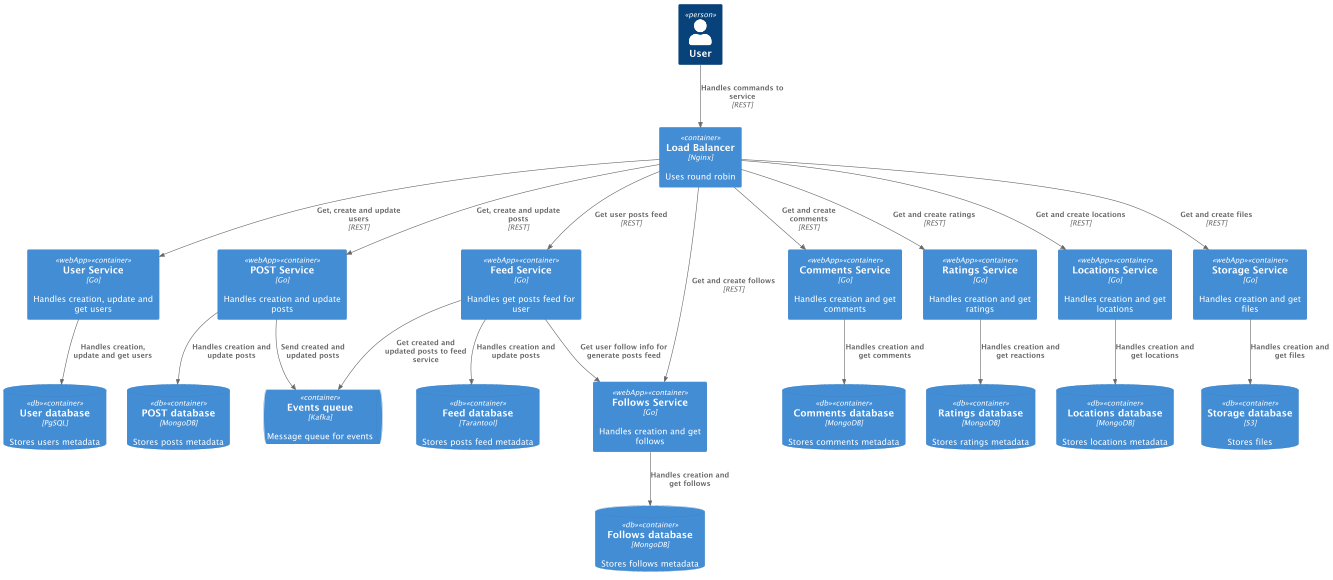 «person»
User
Handles commands to
service
[REST]
«container»
Load Balancer
[Nginx]
Uses round robin
Get, create and update
users
[REST]
Get, create and update
posts
[REST]
Get user posts feed
[REST]
Get and create follows
[REST]
Get and create
comments
[REST]
Get and create ratings
[REST]
Get and create locations
[REST]
Get and create files
[REST]
«webApp»«container»
User Service
[Go]
Handles creation, update and
get users
«webApp»«container»
POST Service
[Go]
Handles creation and update
posts
«webApp»«container»
Feed Service
[Go]
Handles get posts feed for
user
«webApp»«container»
Comments Service
[Go]
Handles creation and get
comments
«webApp»«container»
Ratings Service
[Go]
Handles creation and get
ratings
«webApp»«container»
Locations Service
[Go]
Handles creation and get
locations
«webApp»«container»
Storage Service
[Go]
Handles creation and get
files
Handles creation,
update and get users
Handles creation and
update posts
Send created and
updated posts
Get created and
updated posts to feed
service
Handles creation and
update posts
Get user follow info for
generate posts feed
Handles creation and
get comments
Handles creation and
get reactions
Handles creation and
get locations
Handles creation and
get files
«db»«container»
User database
[PgSQL]
Stores users metadata
«db»«container»
POST database
[MongoDB]
Stores posts metadata
«container»
Events queue
[Kafka]
Message queue for events
«db»«container»
Feed database
[Tarantool]
Stores posts feed metadata
«webApp»«container»
Follows Service
[Go]
Handles creation and get
follows
«db»«container»
Comments database
[MongoDB]
Stores comments metadata
«db»«container»
Ratings database
[MongoDB]
Stores ratings metadata
«db»«container»
Locations database
[MongoDB]
Stores locations metadata
«db»«container»
Storage database
[S3]
Stores files
Handles creation and
get follows
«db»«container»
Follows database
[MongoDB]
Stores follows metadata